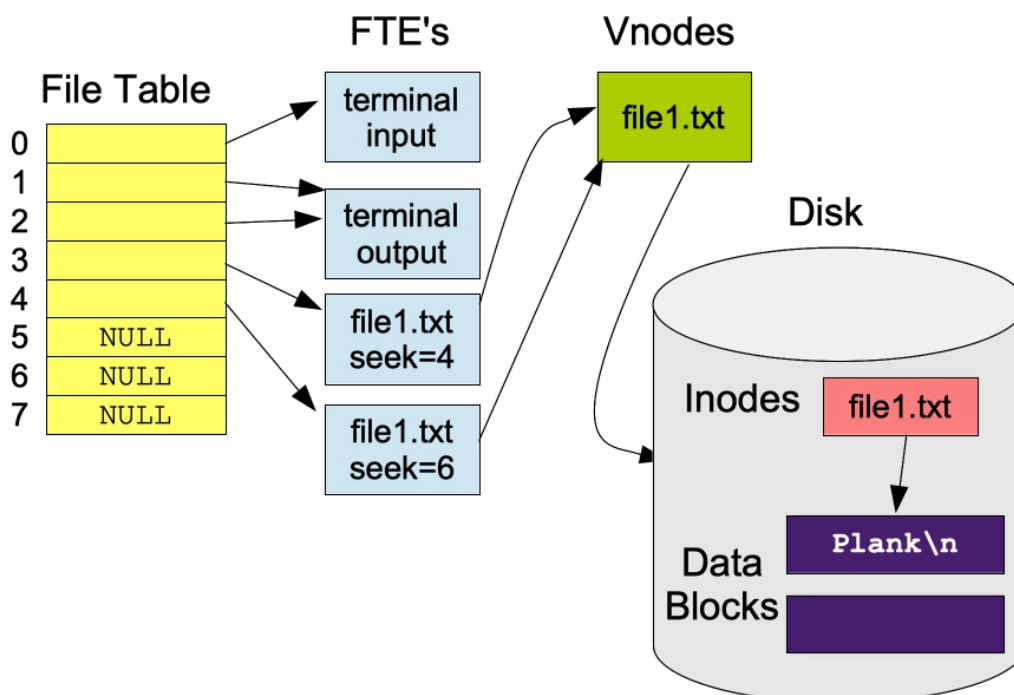 FTE's
Vnodes
File Table
0
1
2
3
4
5 NULL
6 NULL
7 NULL
terminal
input
terminal
output
file1.txt
seek=4
file1.txt
seek=6
file1.txt
Disk
Inodes
file1.txt
Data
Blocks
Plank\n